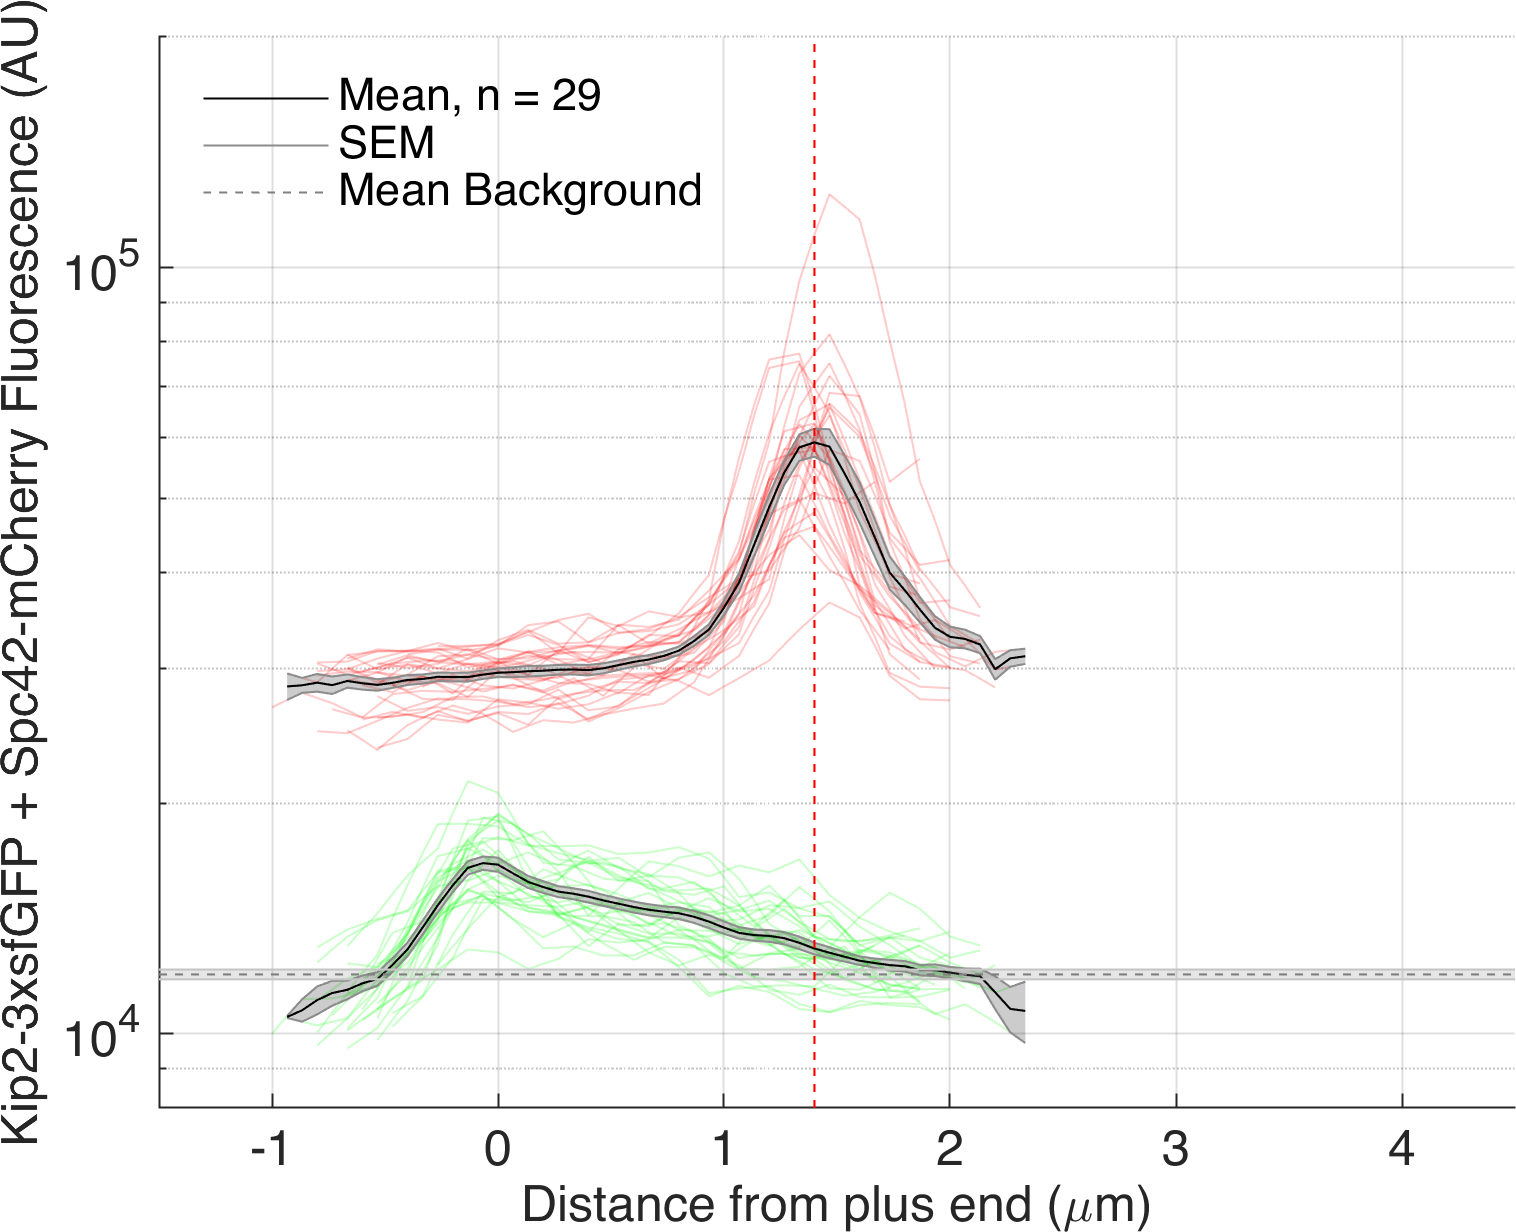 Kip2-3xsfGFP + Spc42-mCherry Fluorescence (AU)
Mean, n = 29
SEM
Mean Background
10^5
10^4
-1 0 1 2 3 4
Distance from plus end (μm)